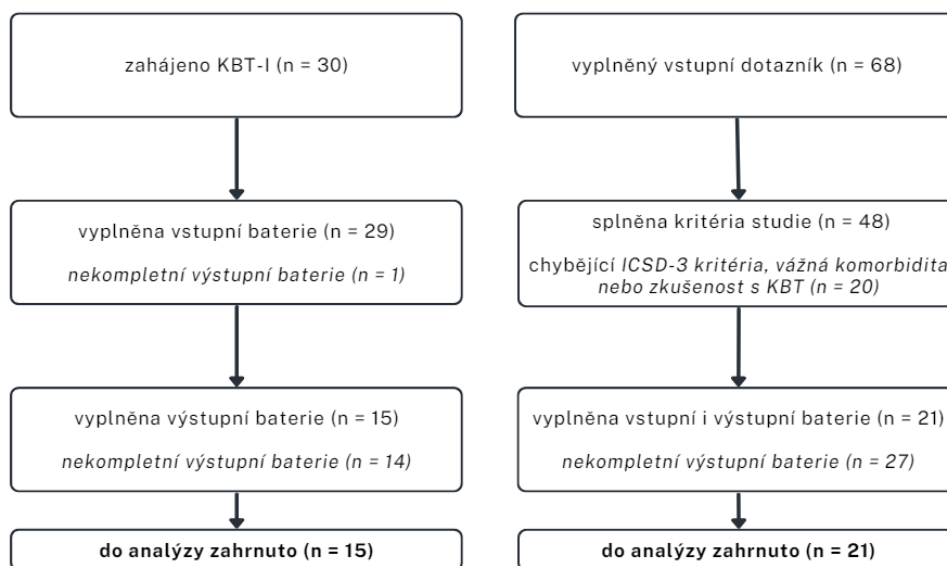 zahájeno KBT-I (n = 30)
vyplněna vstupní baterie (n = 29)
nekompletní výstupní baterie (n = 1)
vyplněna výstupní baterie (n = 15)
nekompletní výstupní baterie (n = 14)
do analýzy zahrnuto (n = 15)
vyplněný vstupní dotazník (n = 68)
splněna kritéria studie (n = 48)
chybějící ICSD-3 kritéria, vážná komorbidita
nebo zkušenost s KBT (n = 20)
vyplněna vstupní i výstupní baterie (n = 21)
nekompletní výstupní baterie (n = 27)
do analýzy zahrnuto (n = 21)